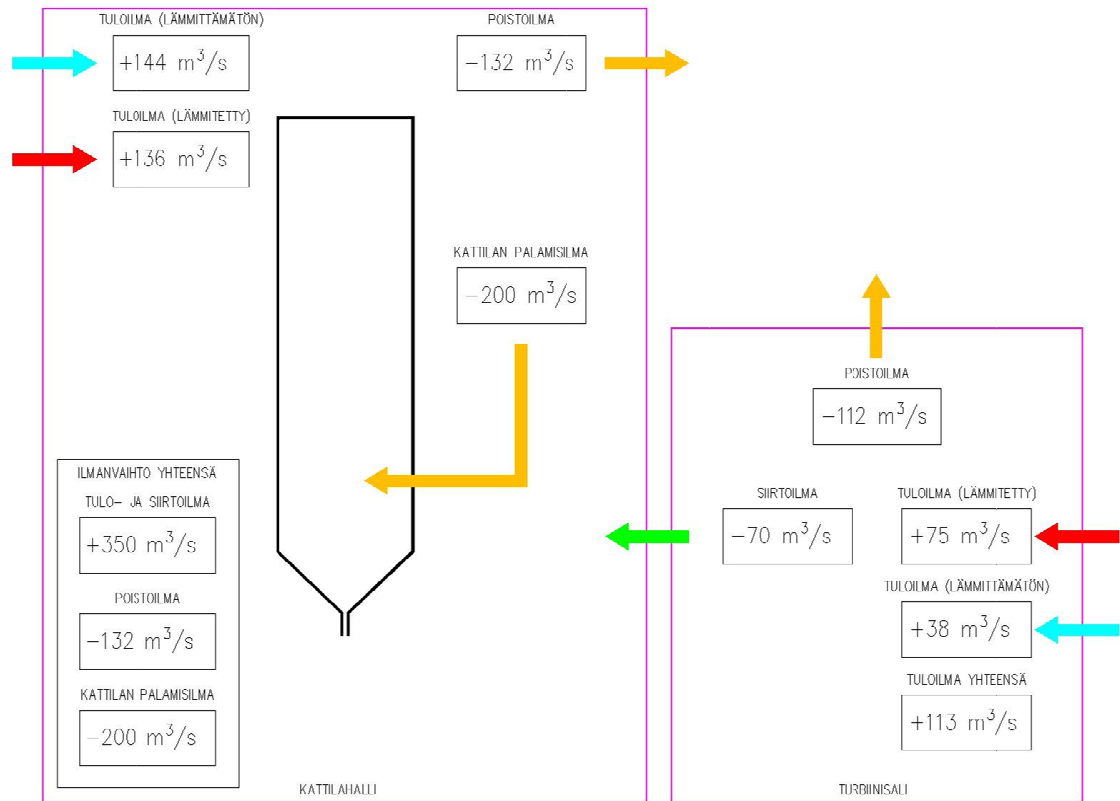 TULOILMA (LÄMMITTÄMÄTÖN)
+144 m³/s
POISTOILMA
-132 m³/s
TULOILMA (LÄMMITETTY)
+136 m³/s
KATTILAN PALAMISILMA
-200 m³/s
ILMANVAIHTO YHTEENSÄ
TULO- JA SIIRTOILMA
+350 m³/s
POISTOILMA
-132 m³/s
KATTILAN PALAMISILMA
-200 m³/s
KATTILAHALLI
POISTOILMA
-112 m³/s
SIIRTOILMA
-70 m³/s
TULOILMA (LÄMMITETTY)
+75 m³/s
TULOILMA (LÄMMITTÄMÄTÖN)
+38 m³/s
TULOILMA YHTEENSÄ
+113 m³/s
TURBIINISALI